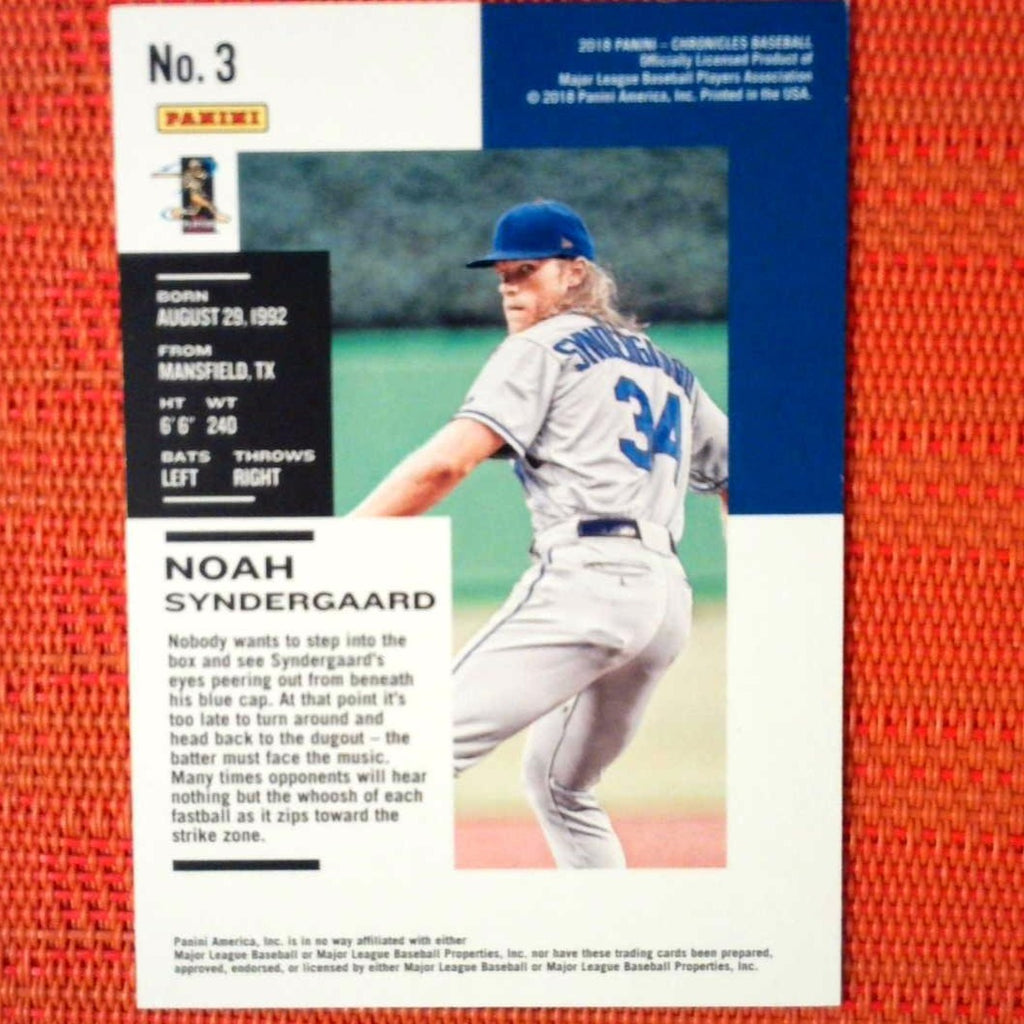 No. 3
PANINI
2018 PANINI – CHRONICLES BASEBALL
Officially Licensed Product of
Major League Baseball Players Association
© 2018 Panini America, Inc. Printed in the USA.
BORN
AUGUST 29, 1992
FROM
MANSFIELD, TX
HT WT
6'6" 240
BATS THROWS
LEFT RIGHT
SYNDERGAARD
34
NOAH
SYNDERGAARD
Nobody wants to step into the
box and see Syndergaard's
eyes peering out from beneath
his blue cap. At that point it's
too late to turn around and
head back to the dugout – the
batter must face the music.
Many times opponents will hear
nothing but the whoosh of each
fastball as it zips toward the
strike zone.
Panini America, Inc. is in no way affiliated with either
Major League Baseball or Major League Baseball Properties, Inc. nor have these trading cards been prepared,
approved, endorsed, or licensed by either Major League Baseball or Major League Baseball Properties, Inc.